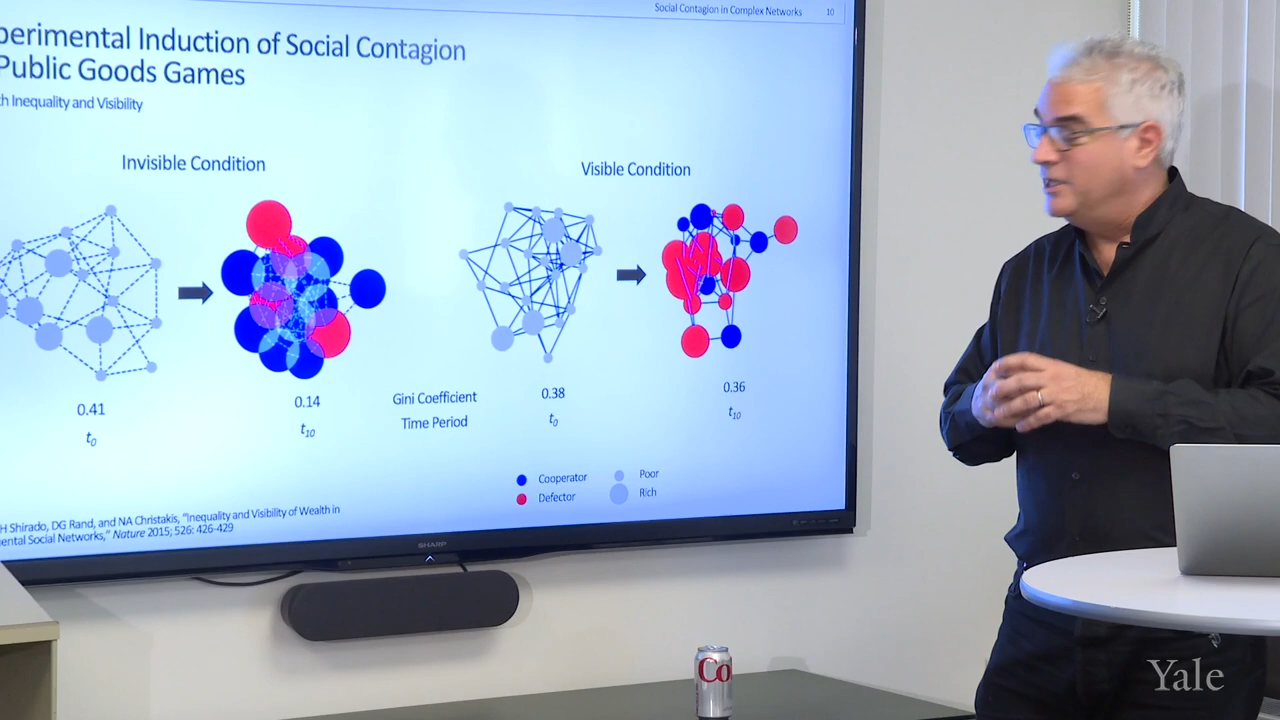 Social Contagion in Complex Networks 10
perimental Induction of Social Contagion
Public Goods Games
h Inequality and Visibility
Invisible Condition
Visible Condition
0.41
0.14
Gini Coefficient
0.38
0.36
t0
t10
Time Period
t0
t10
Cooperator
Poor
Defector
Rich
H Shirado, DG Rand, and NA Christakis, "Inequality and Visibility of Wealth in
ental Social Networks," Nature 2015; 526: 426-429
SHARP
Co
Yale